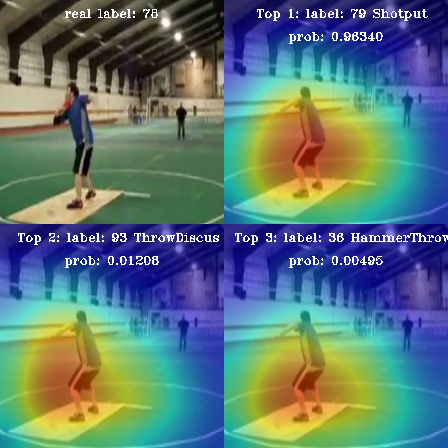 real label: 78
Top 1: label: 79 Shotput
prob: 0.96340
Top 2: label: 93 ThrowDiscus
prob: 0.01208
Top 3: label: 36 HammerThrow
prob: 0.00495